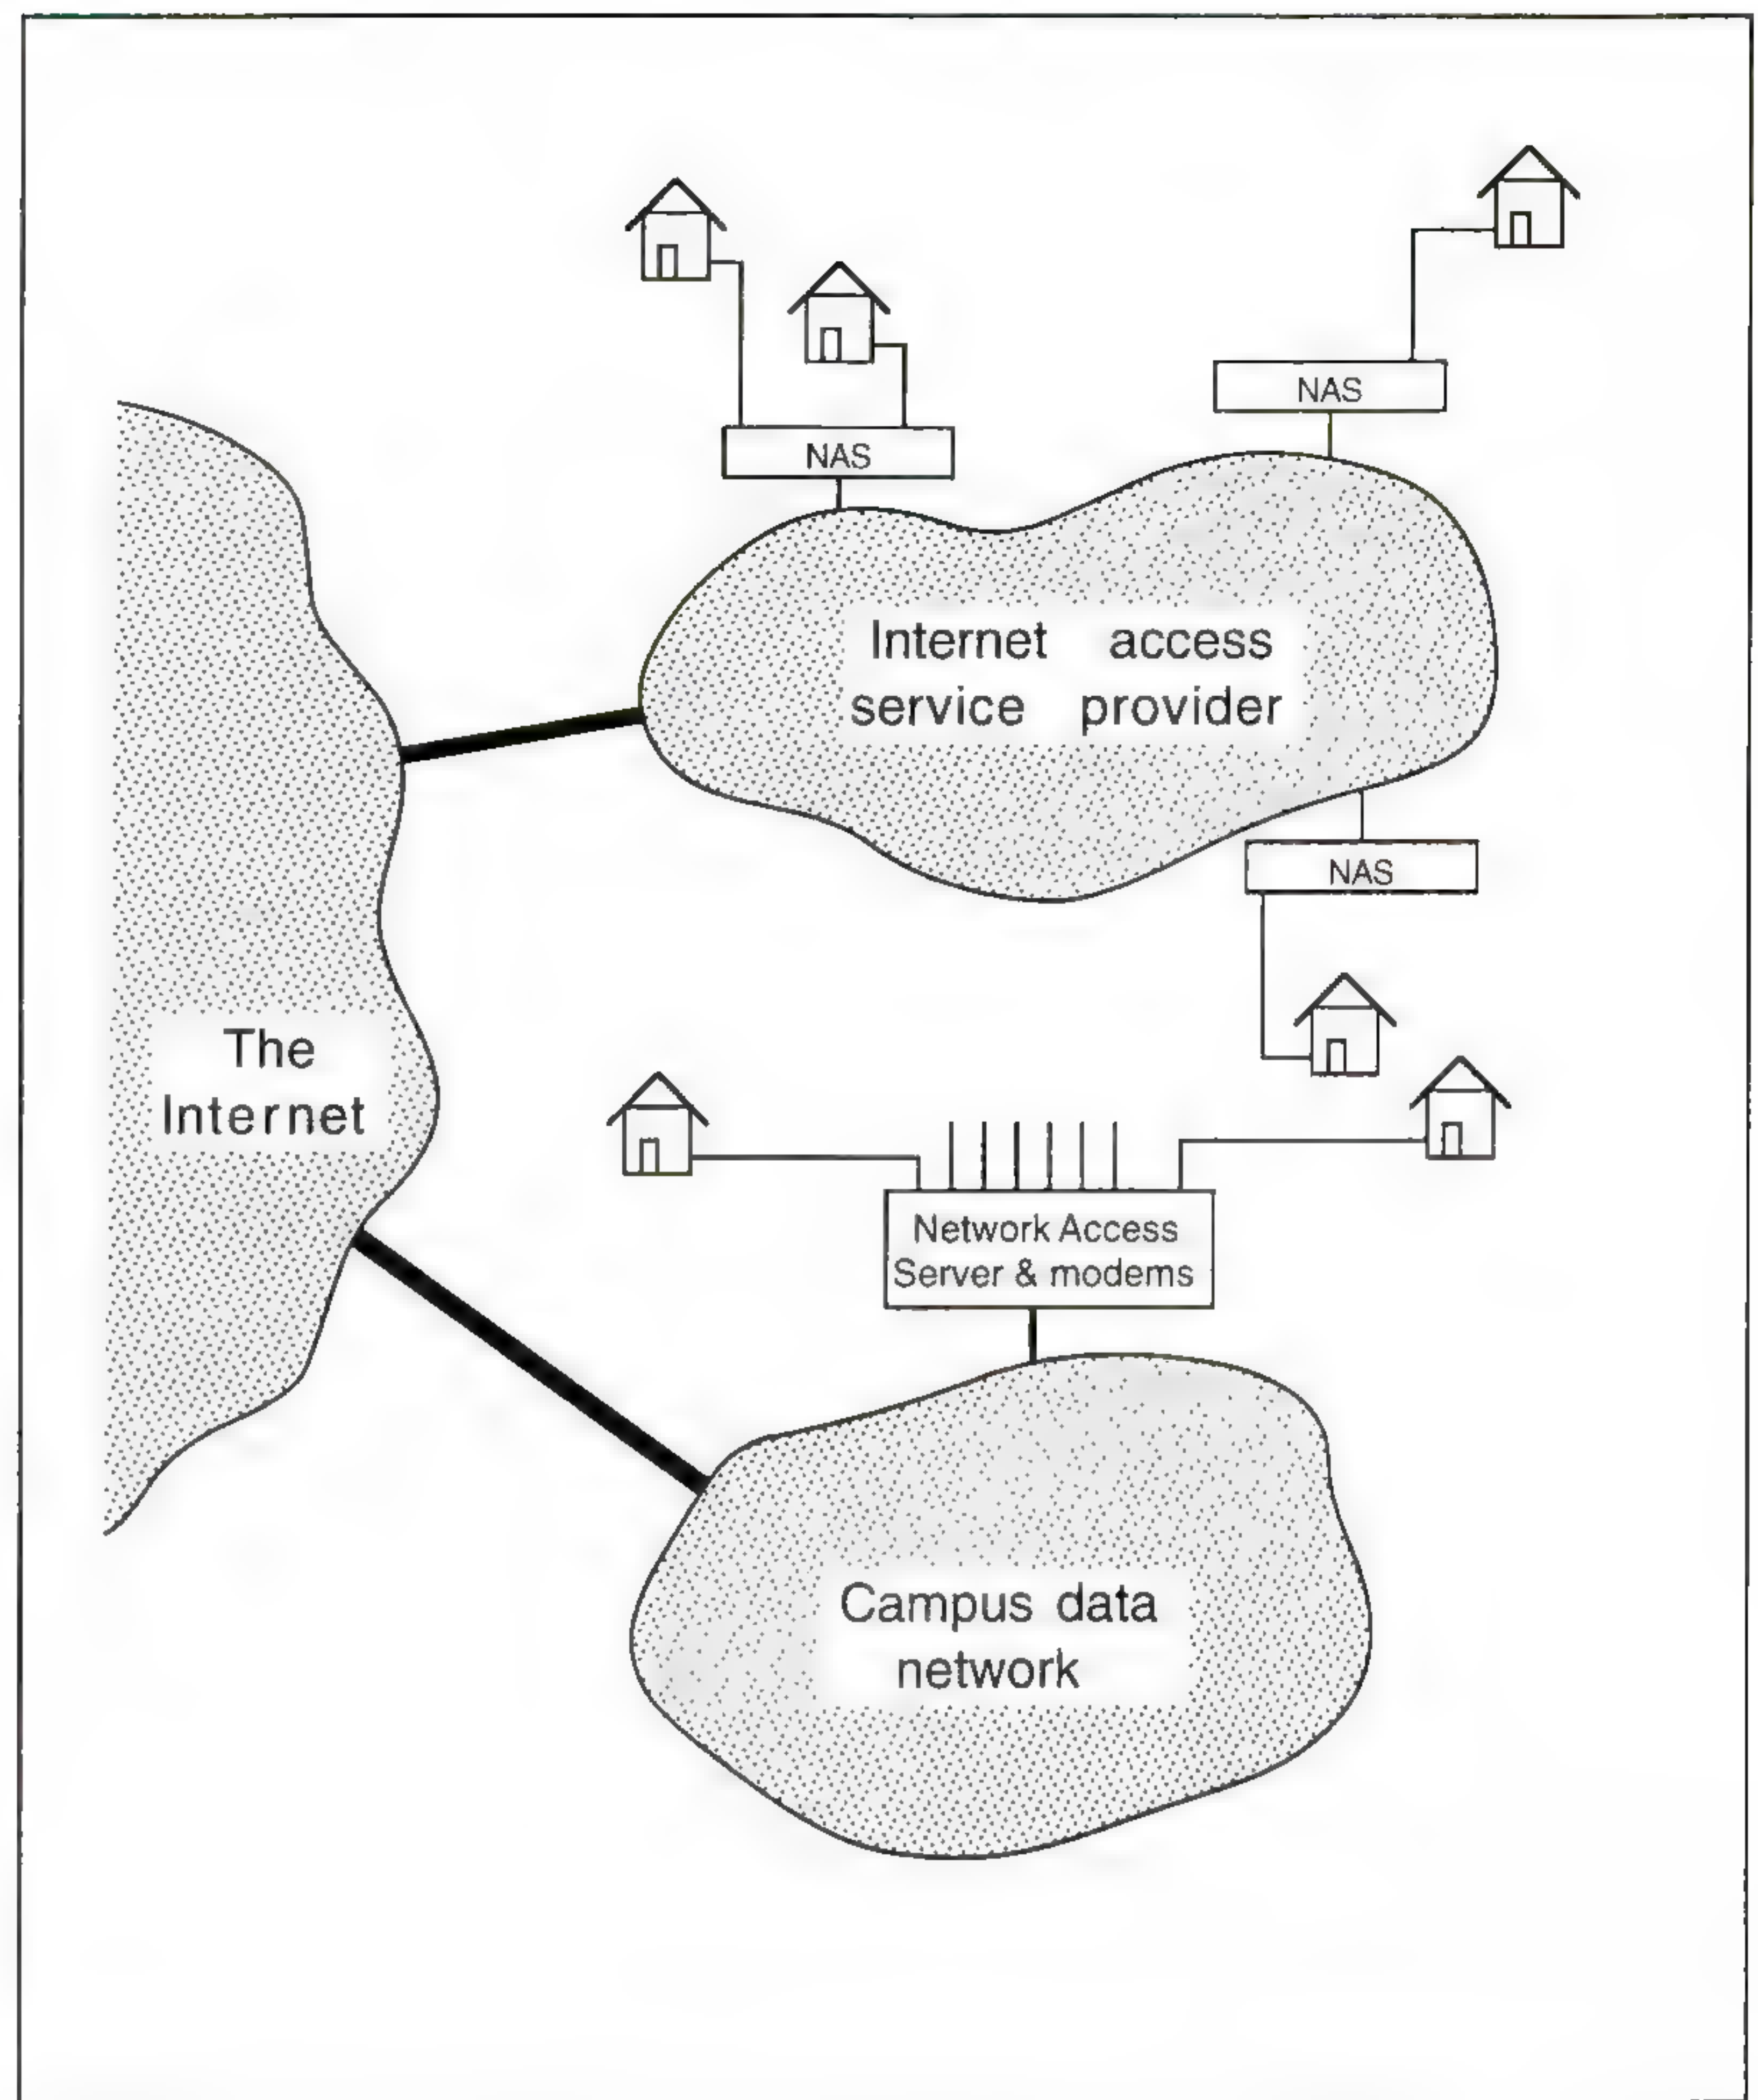 NAS
NAS
Internet access
service provider
NAS
The
Internet
Network Access
Server & modems
Campus data
network